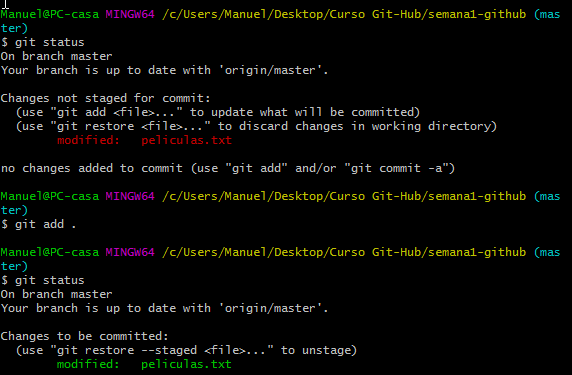 Manuel@PC-casa MINGW64 /c/Users/Manuel/Desktop/Curso Git-Hub/semana1-github (mas
ter)
$ git status
On branch master
Your branch is up to date with 'origin/master'.

Changes not staged for commit:
  (use "git add <file>..." to update what will be committed)
  (use "git restore <file>..." to discard changes in working directory)
        modified:   peliculas.txt

no changes added to commit (use "git add" and/or "git commit -a")

Manuel@PC-casa MINGW64 /c/Users/Manuel/Desktop/Curso Git-Hub/semana1-github (mas
ter)
$ git add .

Manuel@PC-casa MINGW64 /c/Users/Manuel/Desktop/Curso Git-Hub/semana1-github (mas
ter)
$ git status
On branch master
Your branch is up to date with 'origin/master'.

Changes to be committed:
  (use "git restore --staged <file>..." to unstage)
        modified:   peliculas.txt